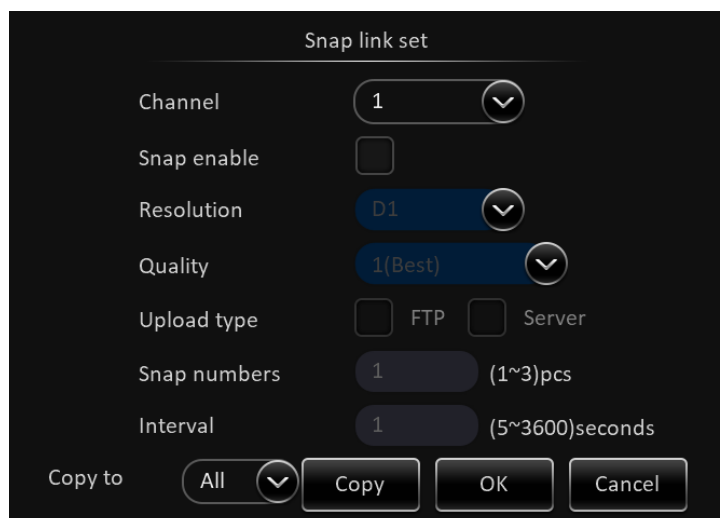 Snap link set
Channel 1
Snap enable
Resolution D1
Quality 1(Best)
Upload type FTP Server
Snap numbers 1 (1~3)pcs
Interval 1 (5~3600)seconds
Copy to All Copy OK Cancel